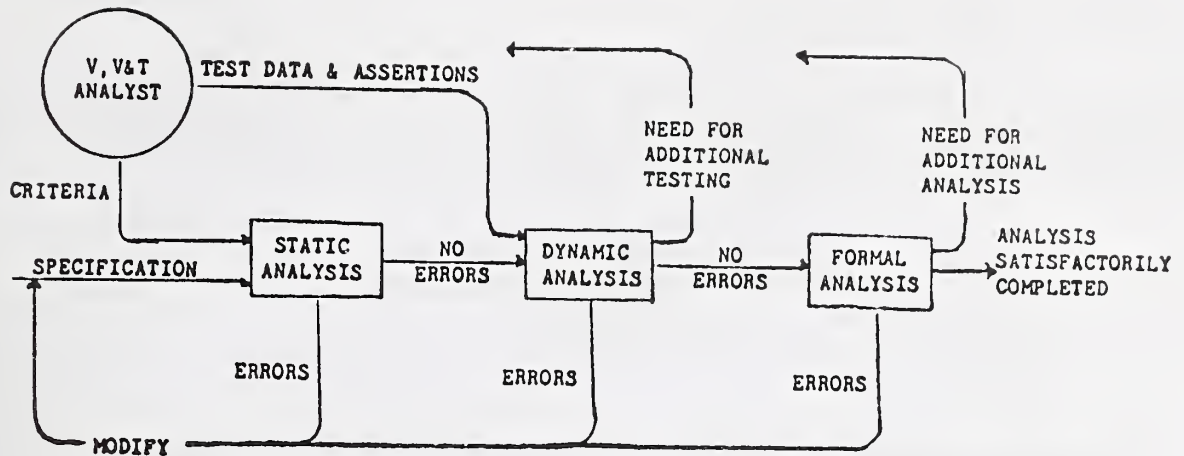 V, V&T
ANALYST
TEST DATA & ASSERTIONS
NEED FOR
ADDITIONAL
TESTING
NEED FOR
ADDITIONAL
ANALYSIS
CRITERIA
SPECIFICATION
STATIC
ANALYSIS
NO
ERRORS
DYNAMIC
ANALYSIS
NO
ERRORS
FORMAL
ANALYSIS
ANALYSIS
SATISFACTORILY
COMPLETED
ERRORS
ERRORS
ERRORS
MODIFY